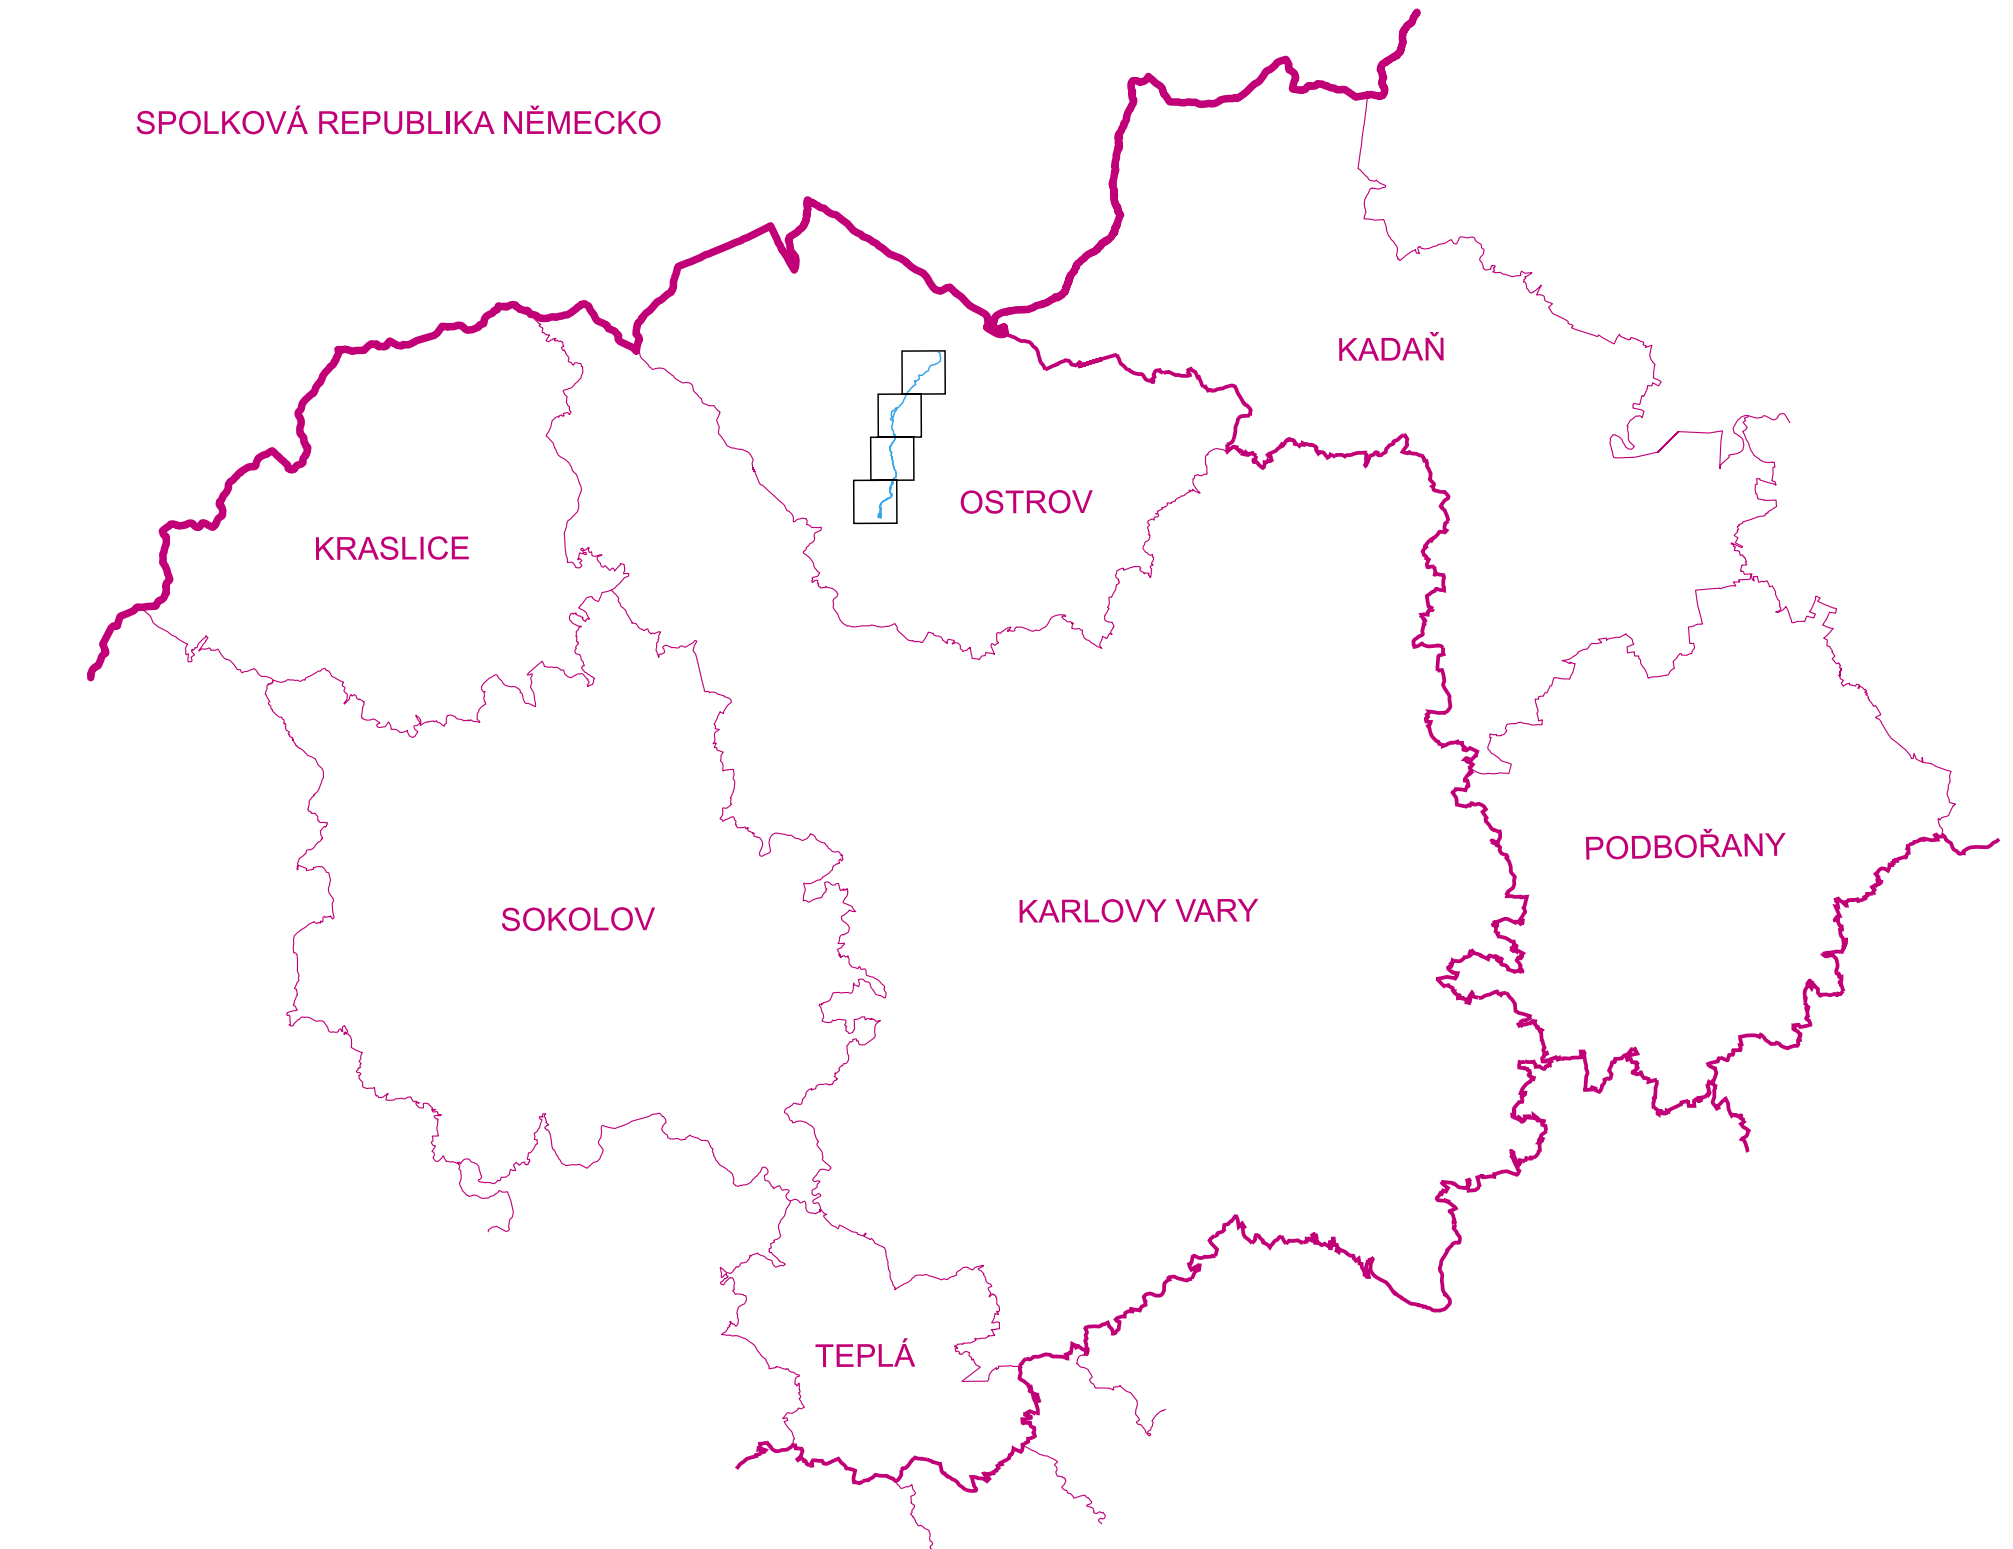 SPOLKOVÁ REPUBLIKA NĚMECKO
KADAŇ
OSTROV
KRASLICE
PODBOŘANY
KARLOVY VARY
SOKOLOV
TEPLÁ